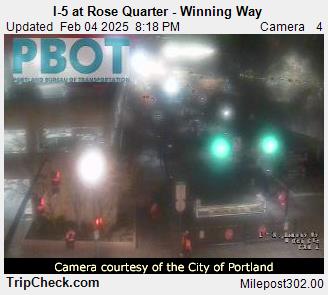 I-5 at Rose Quarter - Winning Way
Updated Feb 04 2025 8:18 PM Camera 4
PBOT
PORTLAND BUREAU OF TRANSPORTATION
Camera courtesy of the City of Portland
TripCheck.com Milepost302.00